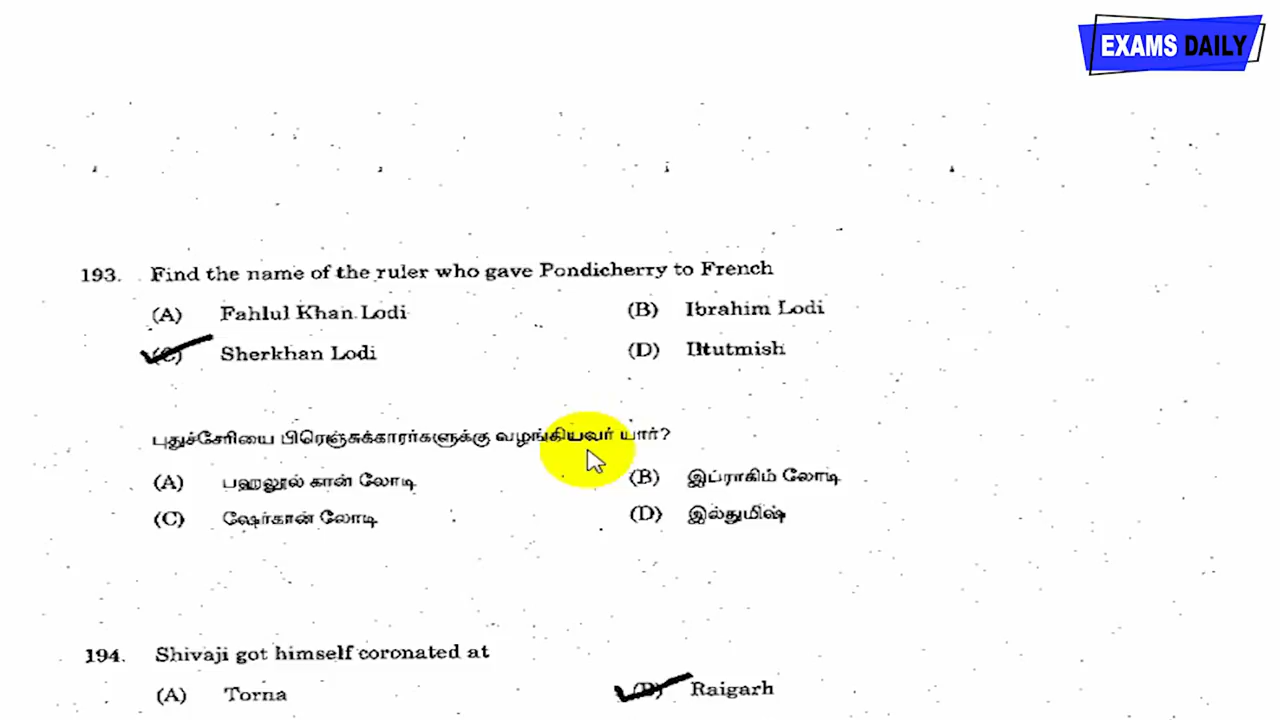 EXAMS DAILY
193. Find the name of the ruler who gave Pondicherry to French
(A) Fahlul Khan Lodi (B) Ibrahim Lodi
(C) Sherkhan Lodi (D) Iltutmish
புதுச்சேரியை பிரெஞ்சுக்காரர்களுக்கு வழங்கியவர் யார்?
(A) பஹலூல் கான் லோடி (B) இப்ராகிம் லோடி
(C) ஷேர்கான் லோடி (D) இல்துமிஷ்
194. Shivaji got himself coronated at
(A) Torna (B) Raigarh